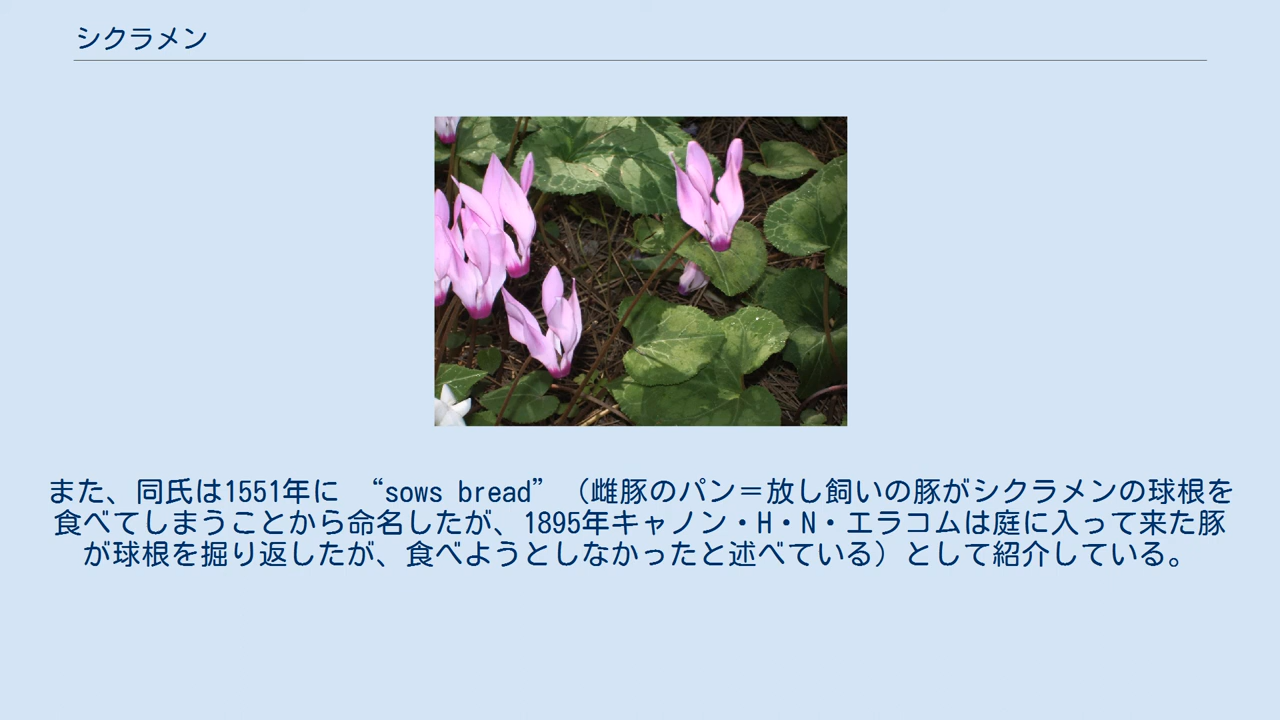 シクラメン
また、同氏は1551年に “sows bread” （雌豚のパン＝放し飼いの豚がシクラメンの球根を
食べてしまうことから命名したが、1895年キャノン・H・N・エラコムは庭に入って来た豚
が球根を掘り返したが、食べようとしなかったと述べている）として紹介している。